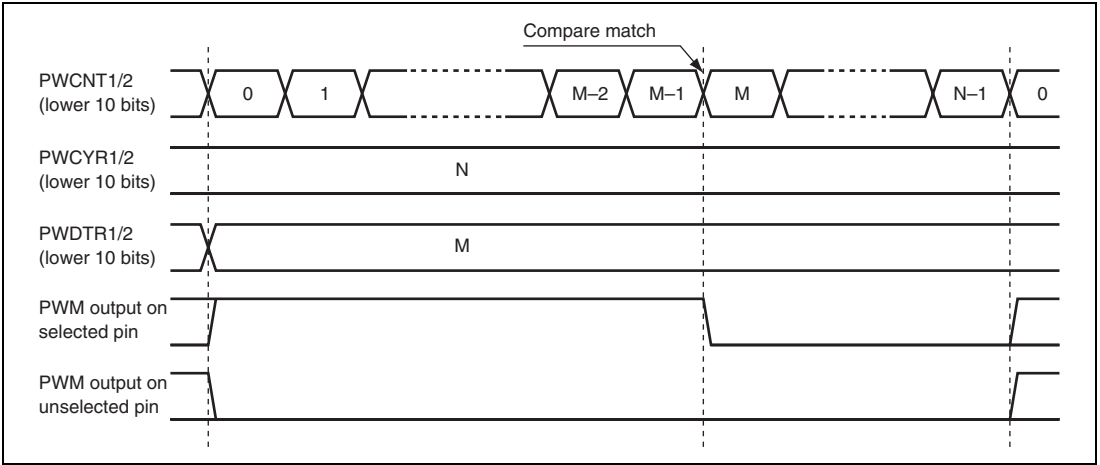 Compare match
PWCNT1/2
(lower 10 bits)
0 1 M–2 M–1 M N–1 0
PWCYR1/2
(lower 10 bits)
N
PWDTR1/2
(lower 10 bits)
M
PWM output on
selected pin
PWM output on
unselected pin